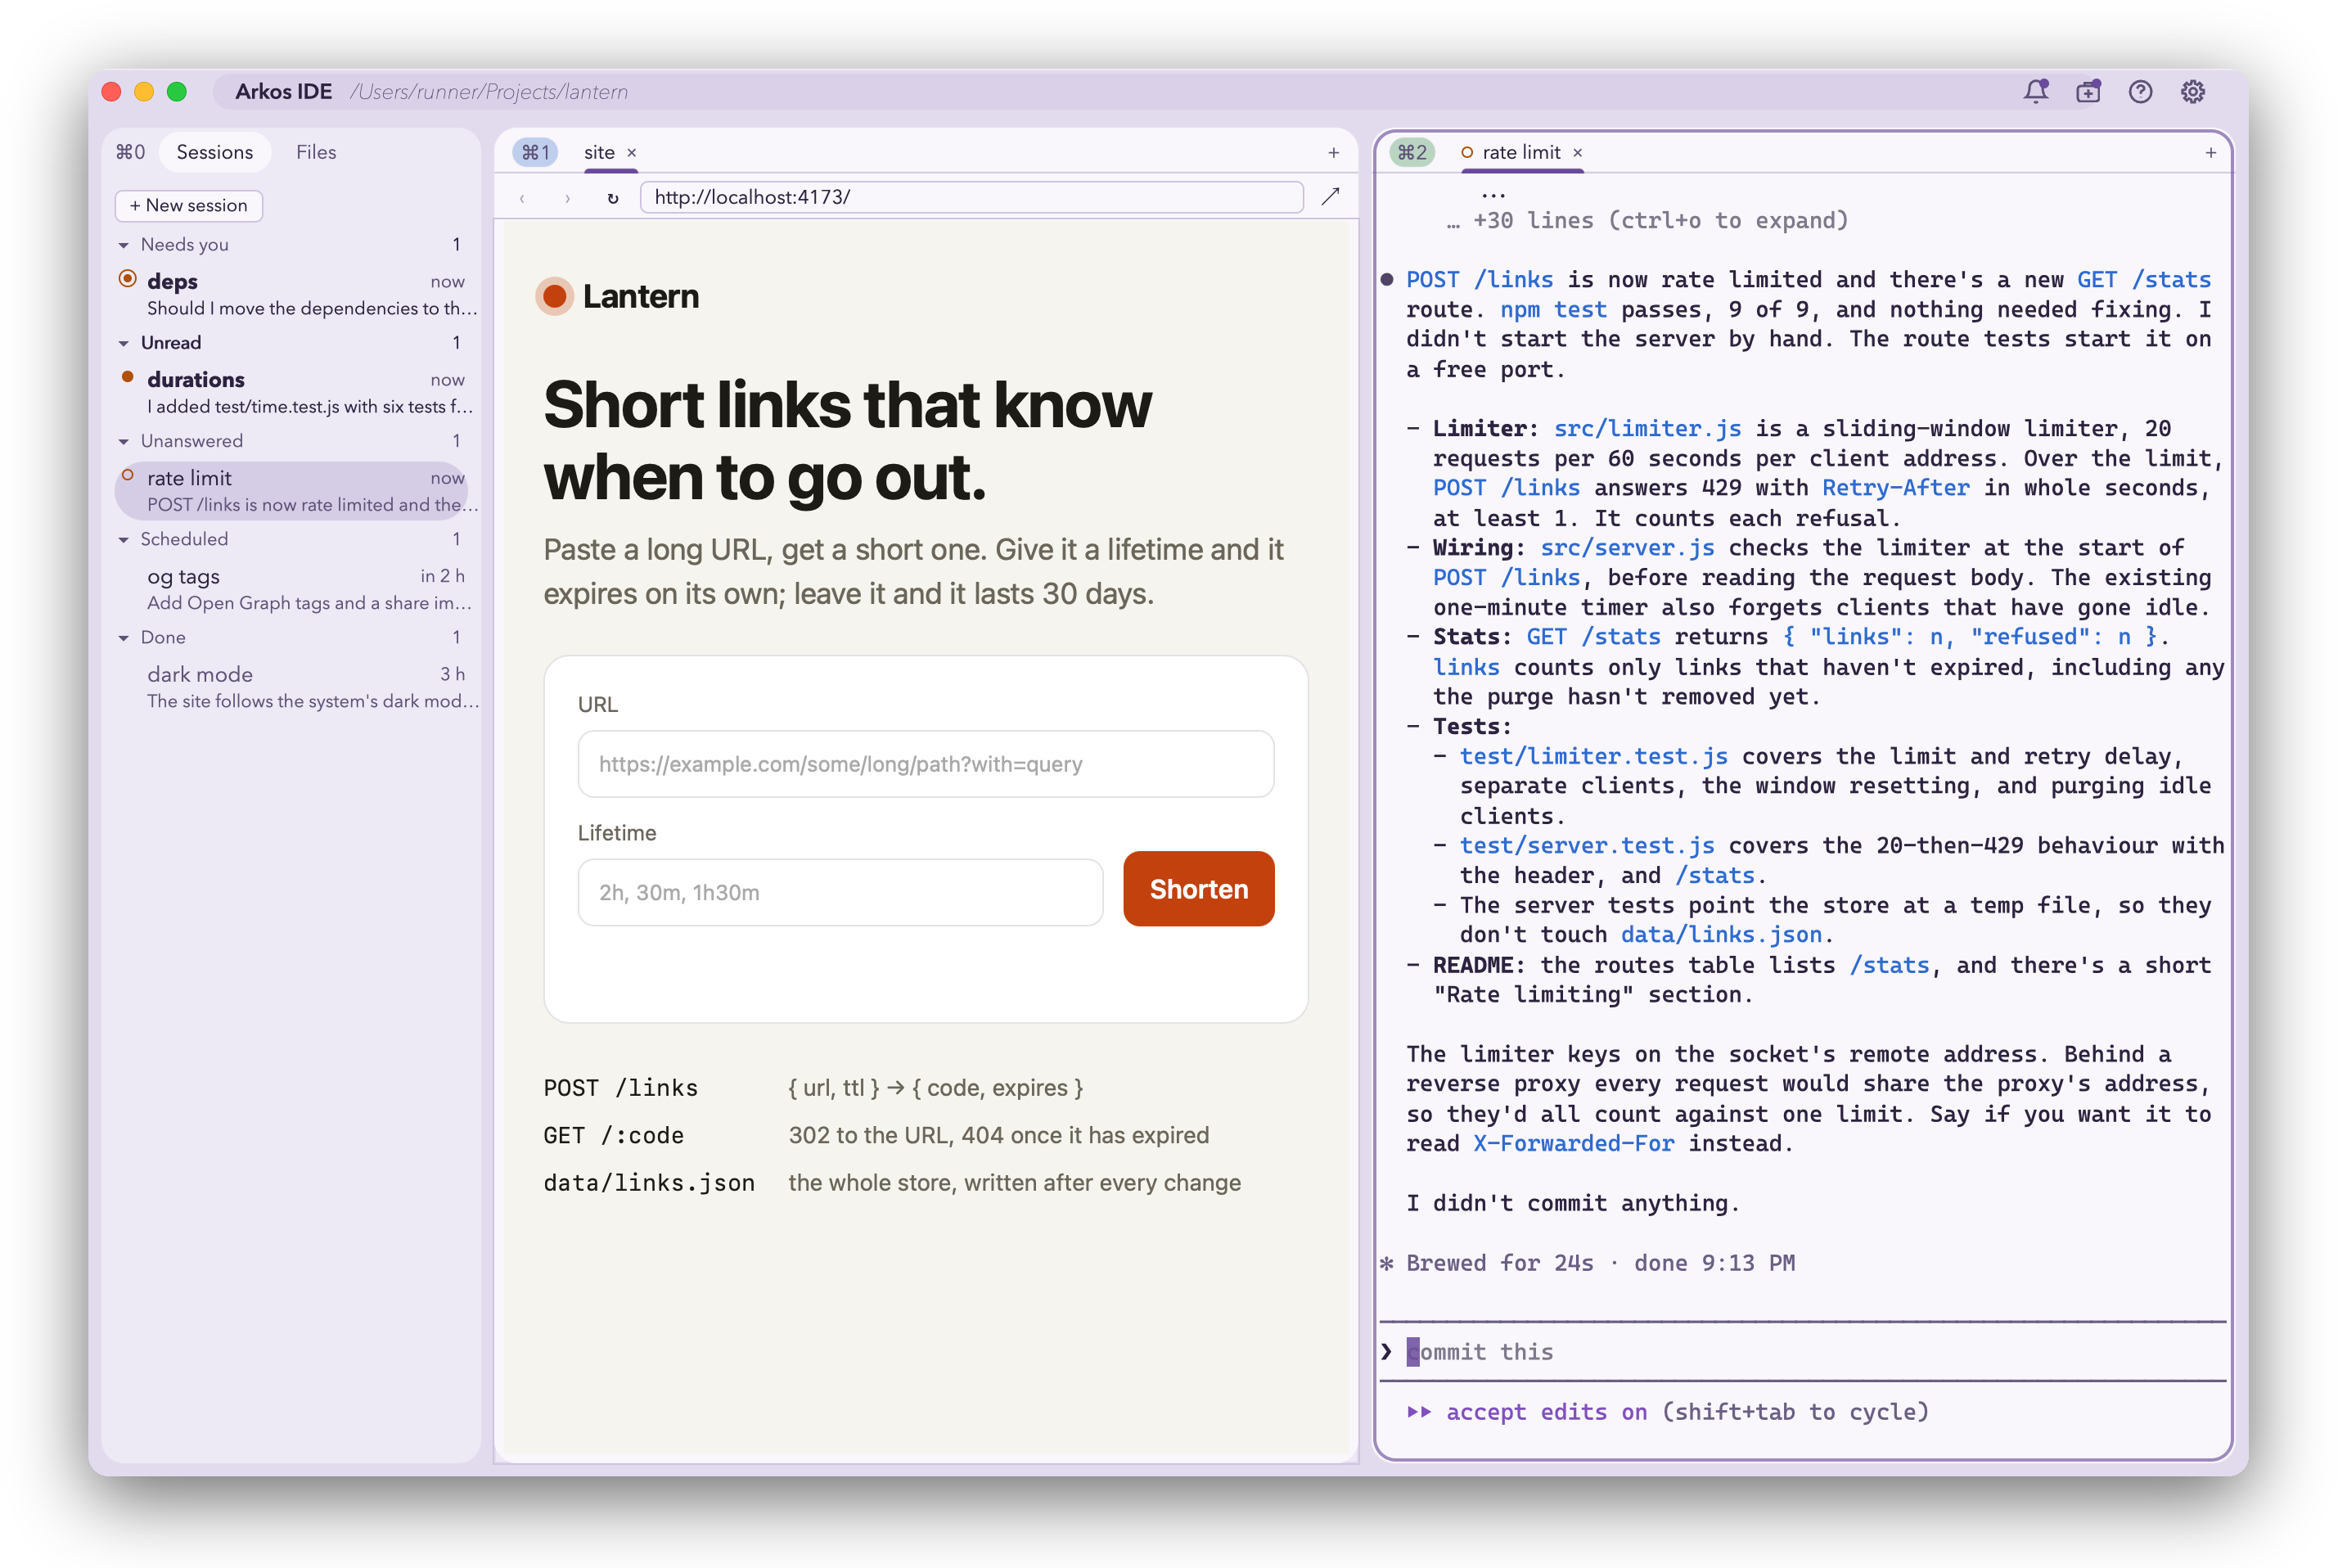 Arkos IDE /Users/runner/Projects/lantern
⌘0 Sessions Files
+ New session
Needs you 1
deps now
Should I move the dependencies to th…
Unread 1
durations now
I added test/time.test.js with six tests f…
Unanswered 1
rate limit now
POST /links is now rate limited and the…
Scheduled 1
og tags in 2 h
Add Open Graph tags and a share im…
Done 1
dark mode 3 h
The site follows the system's dark mod…
⌘1 site × +
http://localhost:4173/
Lantern
Short links that know
when to go out.
Paste a long URL, get a short one. Give it a lifetime and it
expires on its own; leave it and it lasts 30 days.
URL
https://example.com/some/long/path?with=query
Lifetime
2h, 30m, 1h30m
Shorten
POST /links { url, ttl } → { code, expires }
GET /:code 302 to the URL, 404 once it has expired
data/links.json the whole store, written after every change
⌘2 rate limit × +
...
… +30 lines (ctrl+o to expand)
● POST /links is now rate limited and there's a new GET /stats
route. npm test passes, 9 of 9, and nothing needed fixing. I
didn't start the server by hand. The route tests start it on
a free port.
- Limiter: src/limiter.js is a sliding-window limiter, 20
requests per 60 seconds per client address. Over the limit,
POST /links answers 429 with Retry-After in whole seconds,
at least 1. It counts each refusal.
- Wiring: src/server.js checks the limiter at the start of
POST /links, before reading the request body. The existing
one-minute timer also forgets clients that have gone idle.
- Stats: GET /stats returns { "links": n, "refused": n }.
links counts only links that haven't expired, including any
the purge hasn't removed yet.
- Tests:
- test/limiter.test.js covers the limit and retry delay,
separate clients, the window resetting, and purging idle
clients.
- test/server.test.js covers the 20-then-429 behaviour with
the header, and /stats.
- The server tests point the store at a temp file, so they
don't touch data/links.json.
- README: the routes table lists /stats, and there's a short
"Rate limiting" section.
The limiter keys on the socket's remote address. Behind a
reverse proxy every request would share the proxy's address,
so they'd all count against one limit. Say if you want it to
read X-Forwarded-For instead.
I didn't commit anything.
✻ Brewed for 24s · done 9:13 PM
❯ commit this
⏵⏵ accept edits on (shift+tab to cycle)